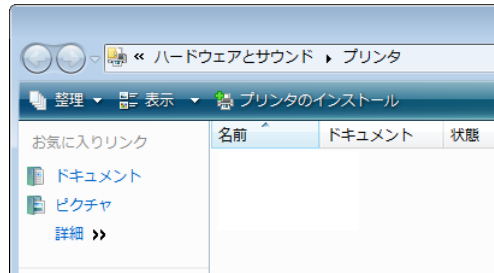 « ハードウェアとサウンド ▸ プリンタ
整理 ▼ 表示 ▼ プリンタのインストール
お気に入りリンク
名前 ドキュメント 状態
ドキュメント
ピクチャ
詳細 »